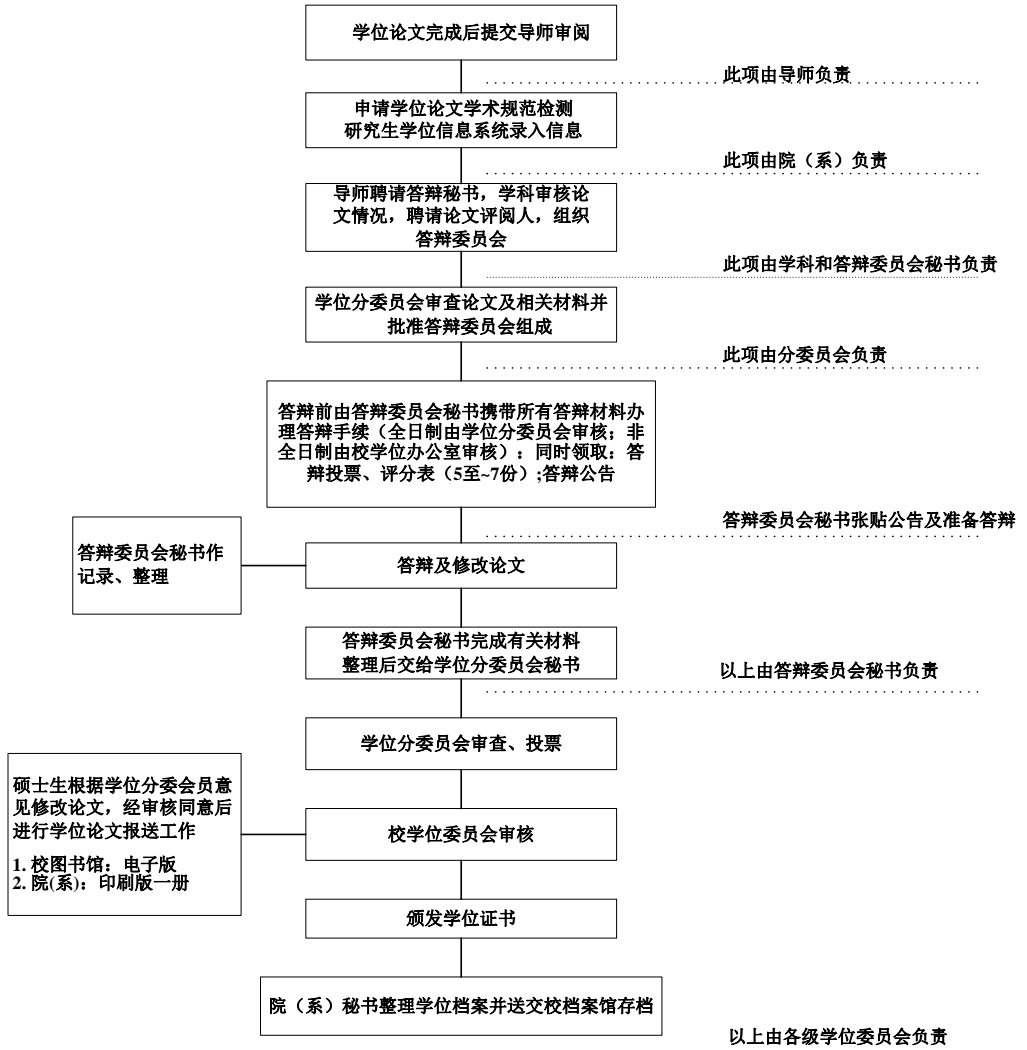 学位论文完成后提交导师审阅
此项由导师负责
申请学位论文学术规范检测
研究生学位信息系统录入信息
此项由院（系）负责
导师聘请答辩秘书，学科审核论
文情况，聘请论文评阅人，组织
答辩委员会
此项由学科和答辩委员会秘书负责
学位分委员会审查论文及相关材料并
批准答辩委员会组成
此项由分委员会负责
答辩前由答辩委员会秘书携带所有答辩材料办
理答辩手续（全日制由学位分委员会审核；非
全日制由校学位办公室审核）：同时领取：答
辩投票、评分表（5至~7份）;答辩公告
答辩委员会秘书张贴公告及准备答辩
答辩委员会秘书作
记录、整理
答辩及修改论文
答辩委员会秘书完成有关材料
整理后交给学位分委员会秘书
以上由答辩委员会秘书负责
学位分委员会审查、投票
硕士生根据学位分委会员意
见修改论文，经审核同意后
进行学位论文报送工作
1. 校图书馆：电子版
2. 院(系)：印刷版一册
校学位委员会审核
颁发学位证书
院（系）秘书整理学位档案并送交校档案馆存档
以上由各级学位委员会负责